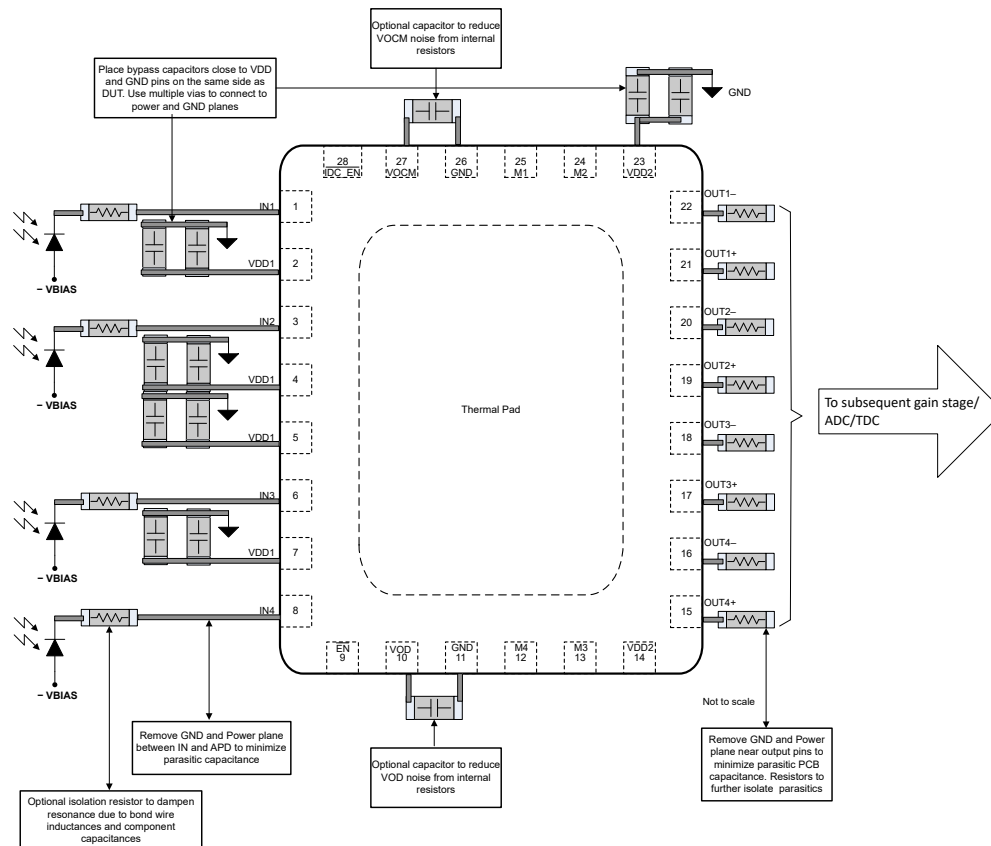 Optional capacitor to reduce
VOCM noise from internal
resistors
Place bypass capacitors close to VDD
and GND pins on the same side as
DUT. Use multiple vias to connect to
power and GND planes
GND
28
IDC_EN
27
VOCM
26
GND
25
M1
24
M2
23
VDD2
IN1
1
VDD1
2
– VBIAS
IN2
3
VDD1
4
– VBIAS
VDD1
5
IN3
6
VDD1
7
– VBIAS
IN4
8
– VBIAS
Thermal Pad
22
OUT1–
21
OUT1+
20
OUT2–
19
OUT2+
18
OUT3–
17
OUT3+
16
OUT4–
15
OUT4+
To subsequent gain stage/
ADC/TDC
EN
9
VOD
10
GND
11
M4
12
M3
13
VDD2
14
Not to scale
Remove GND and Power plane
between IN and APD to minimize
parasitic capacitance
Optional capacitor to reduce
VOD noise from internal
resistors
Remove GND and Power
plane near output pins to
minimize parasitic PCB
capacitance. Resistors to
further isolate parasitics
Optional isolation resistor to dampen
resonance due to bond wire
inductances and component
capacitances